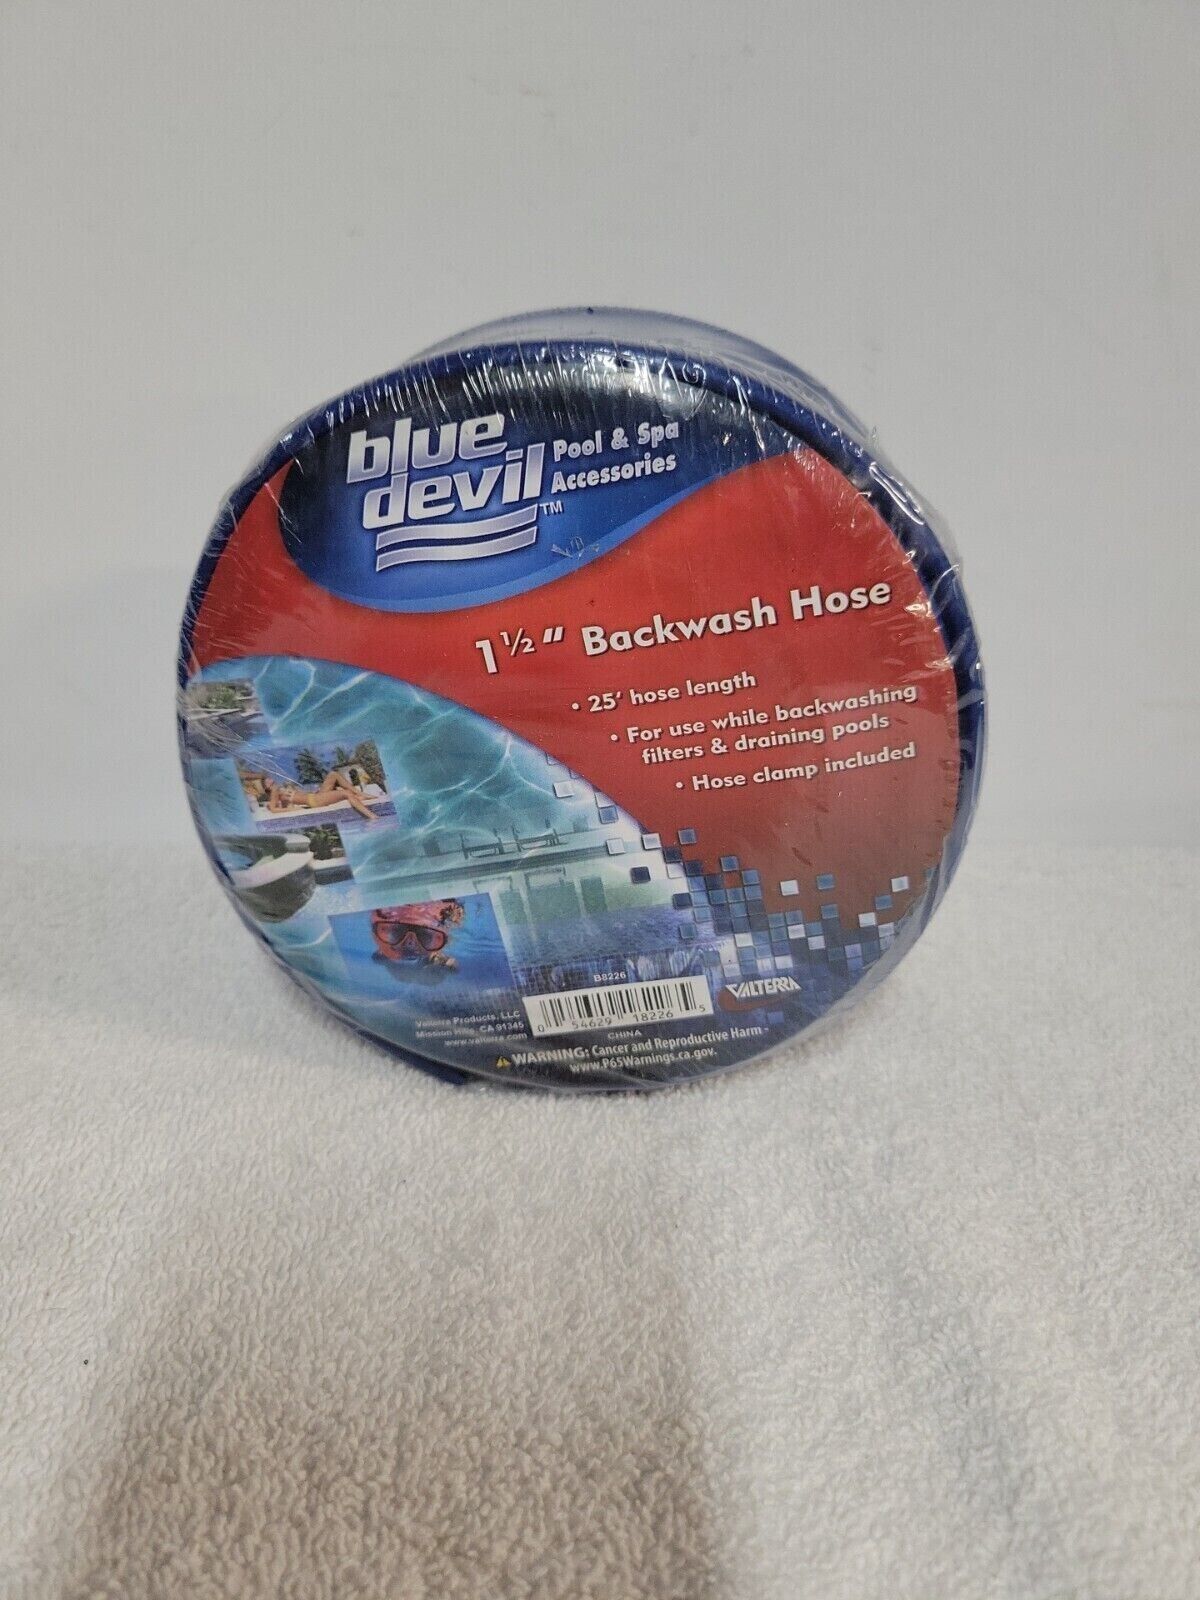 blue
devil
TM
Pool & Spa
Accessories
1 1/2" Backwash Hose
• 25' hose length
• For use while backwashing
filters & draining pools
• Hose clamp included
B8226
Valterra Products, LLC
Mission Hills, CA 91345
www.valterra.com
0 54629 18226 5
CHINA
VALTERRA
⚠ WARNING: Cancer and Reproductive Harm -
www.P65Warnings.ca.gov.